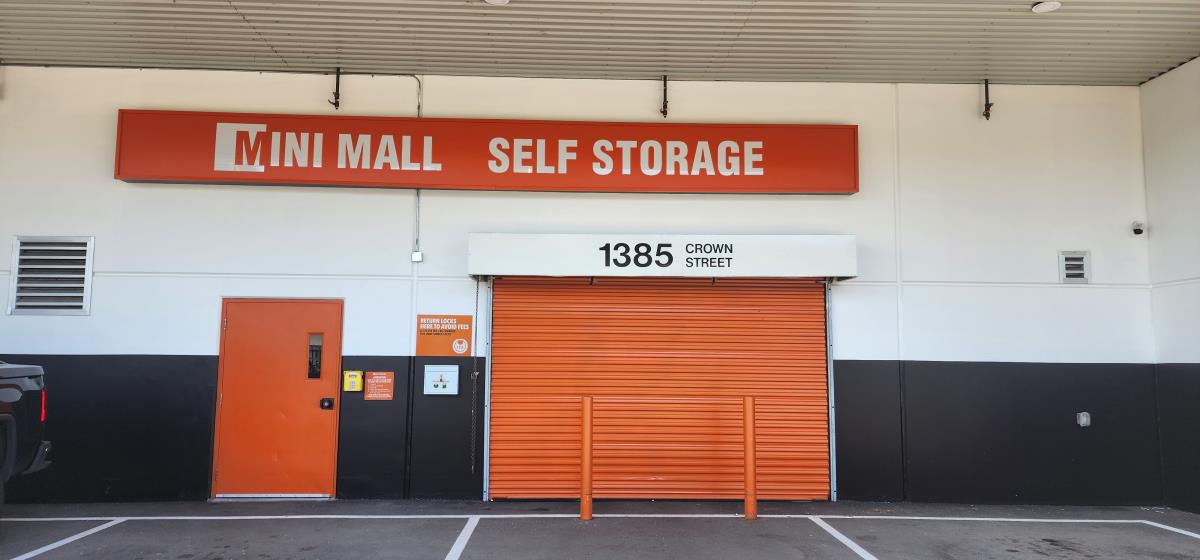 MINI MALL SELF STORAGE
1385 CROWN
STREET
RETURN LOCKS
HERE TO AVOID FEES